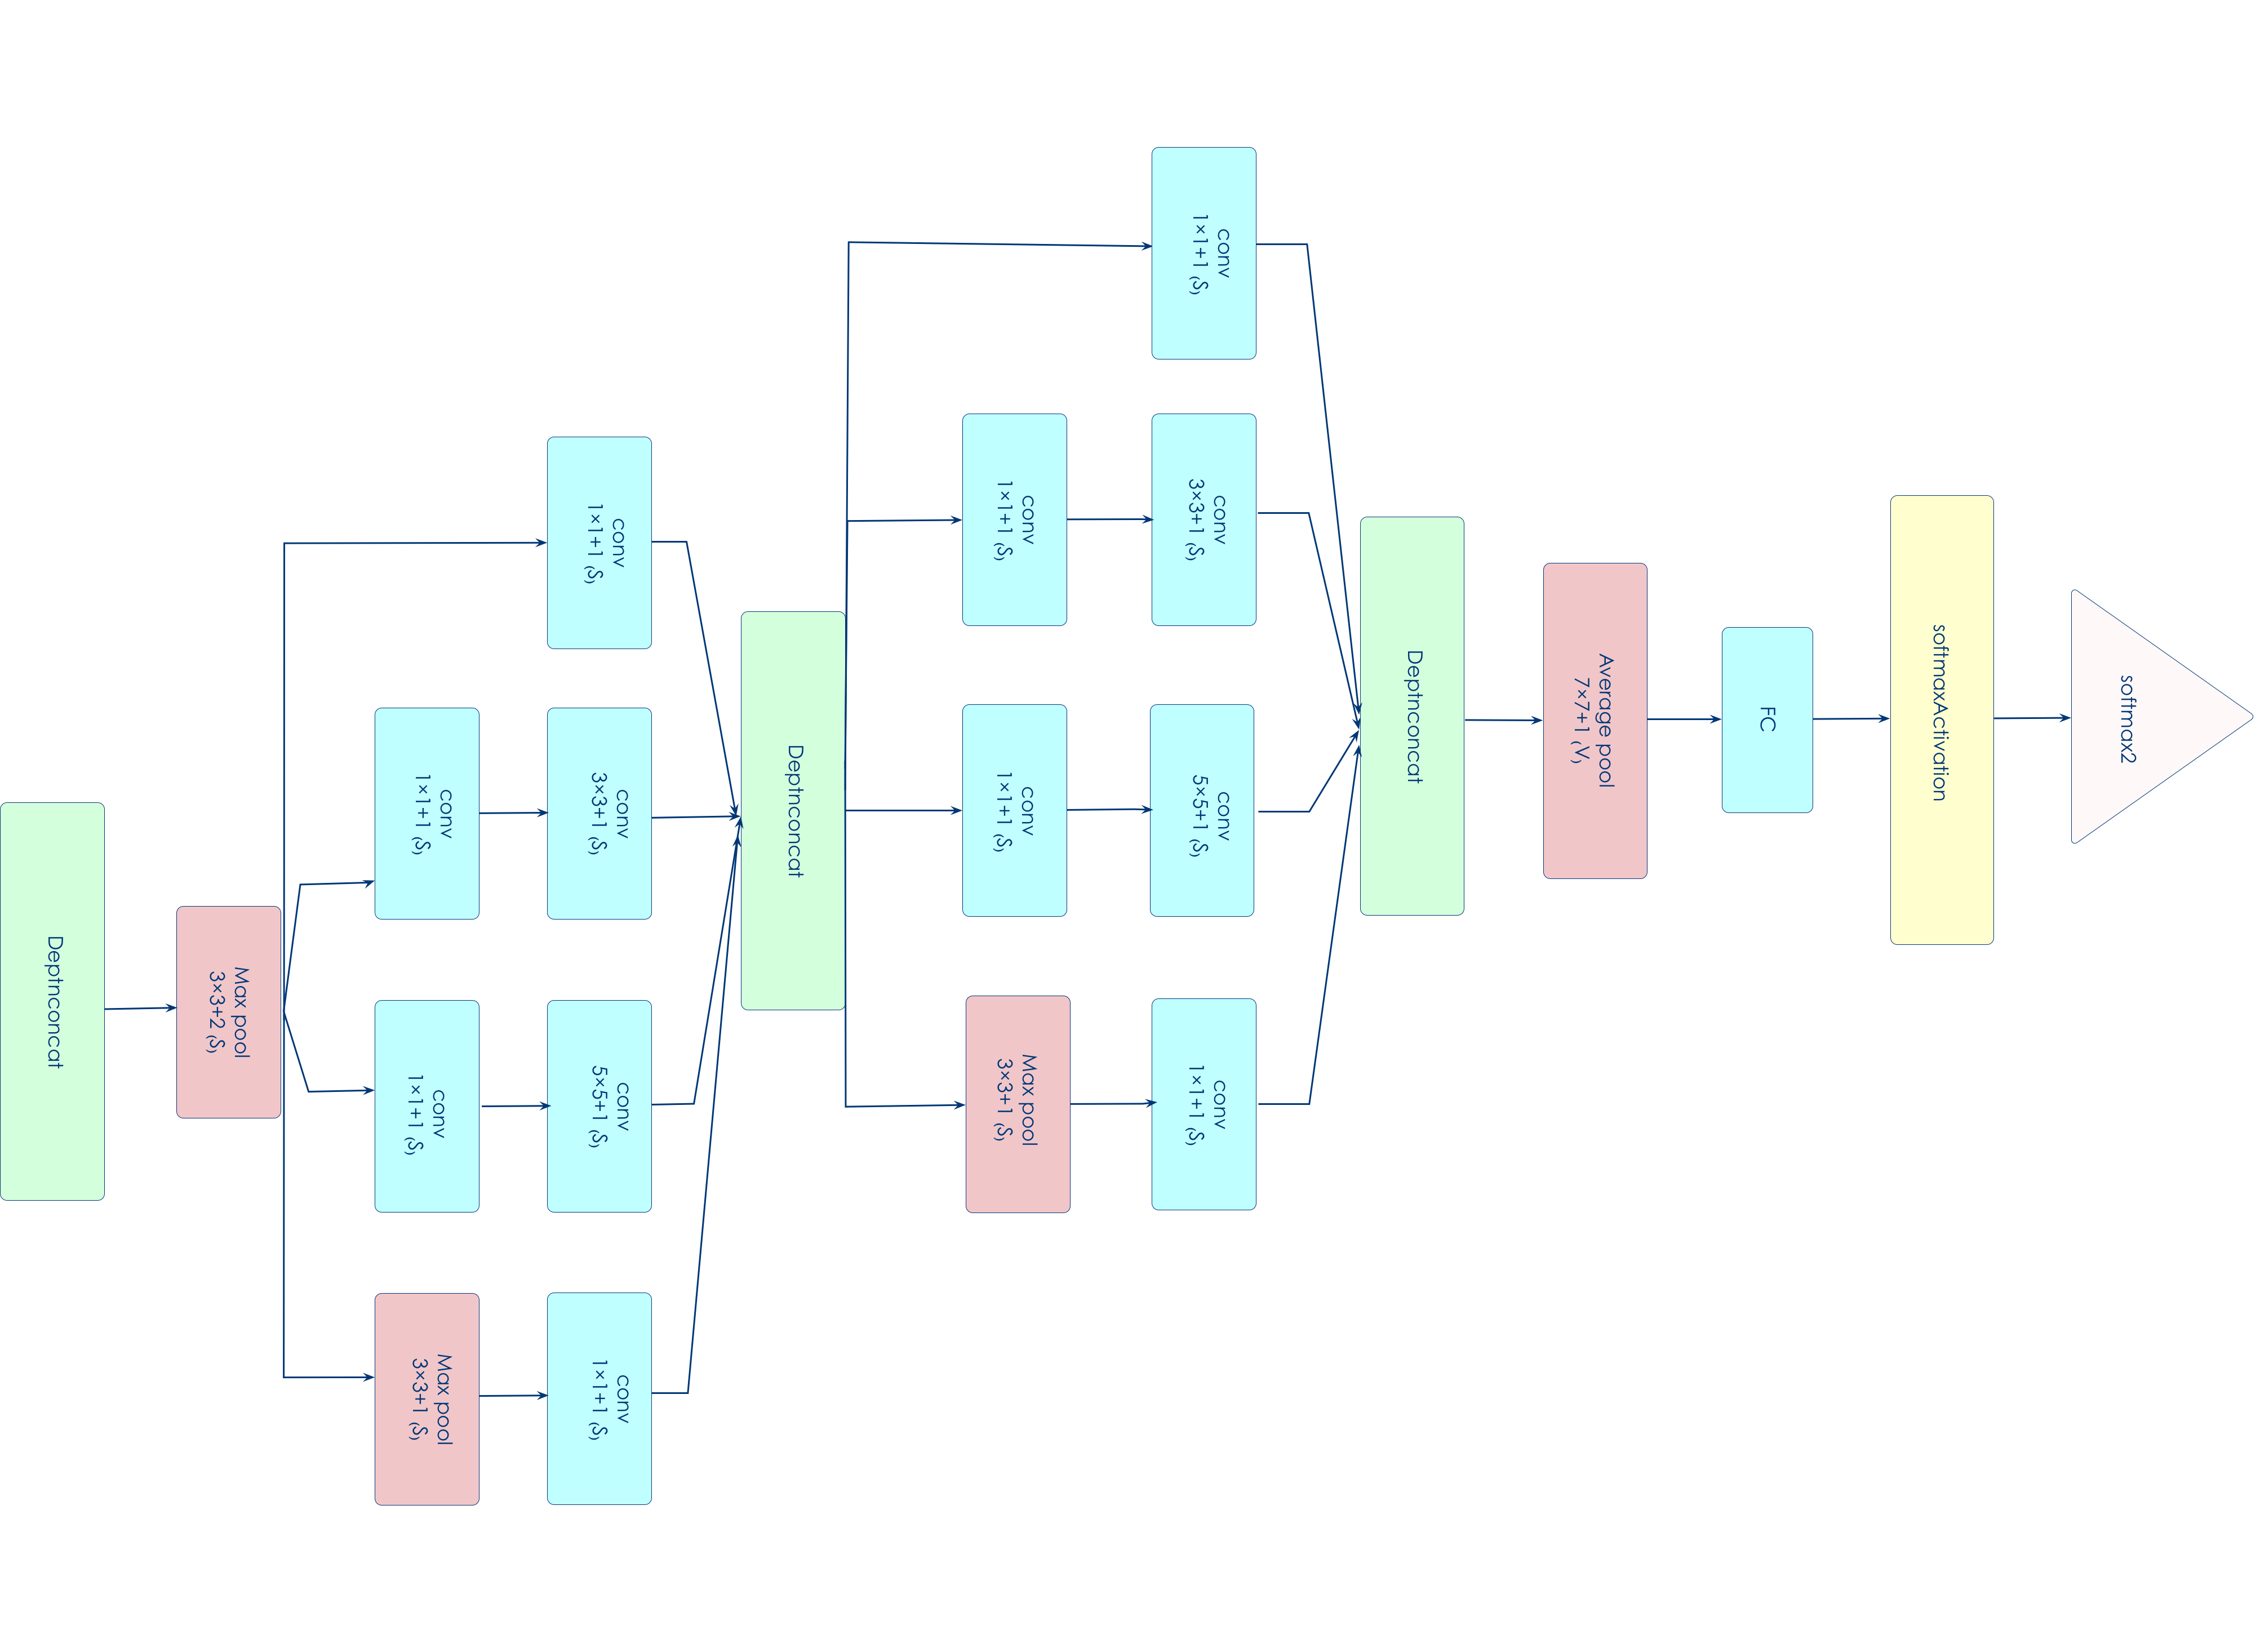 Deptnconcat
Max pool
3×3+2 (S)
conv
1×1+1 (S)
conv
1×1+1 (S)
conv
3×3+1 (S)
conv
1×1+1 (S)
conv
5×5+1 (S)
Max pool
3×3+1 (S)
conv
1×1+1 (S)
Deptnconcat
conv
1×1+1 (S)
conv
1×1+1 (S)
conv
3×3+1 (S)
conv
1×1+1 (S)
conv
5×5+1 (S)
Max pool
3×3+1 (S)
conv
1×1+1 (S)
Deptnconcat
Average pool
7×7+1 (V)
FC
softmaxActivation
softmax2